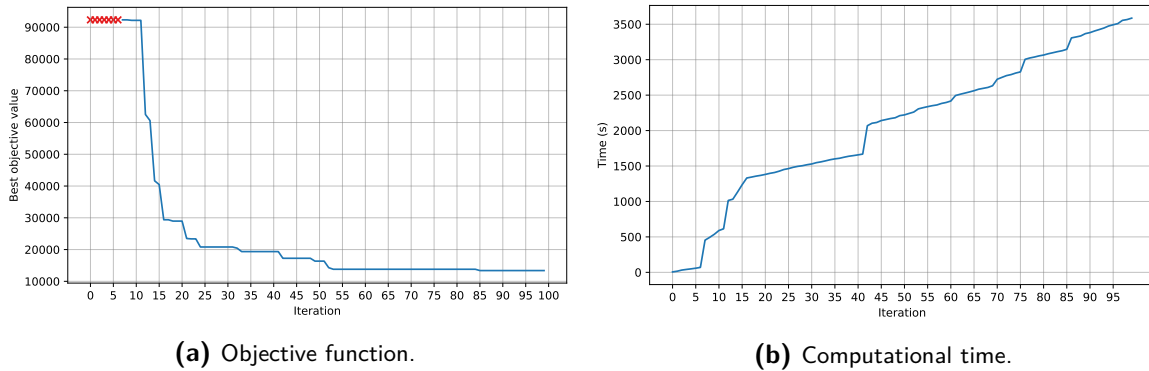 90000
80000
70000
60000
50000
40000
30000
20000
10000
Best objective value
0 5 10 15 20 25 30 35 40 45 50 55 60 65 70 75 80 85 90 95 100
Iteration
(a) Objective function.
3500
3000
2500
2000
1500
1000
500
0
Time (s)
0 5 10 15 20 25 30 35 40 45 50 55 60 65 70 75 80 85 90 95
Iteration
(b) Computational time.